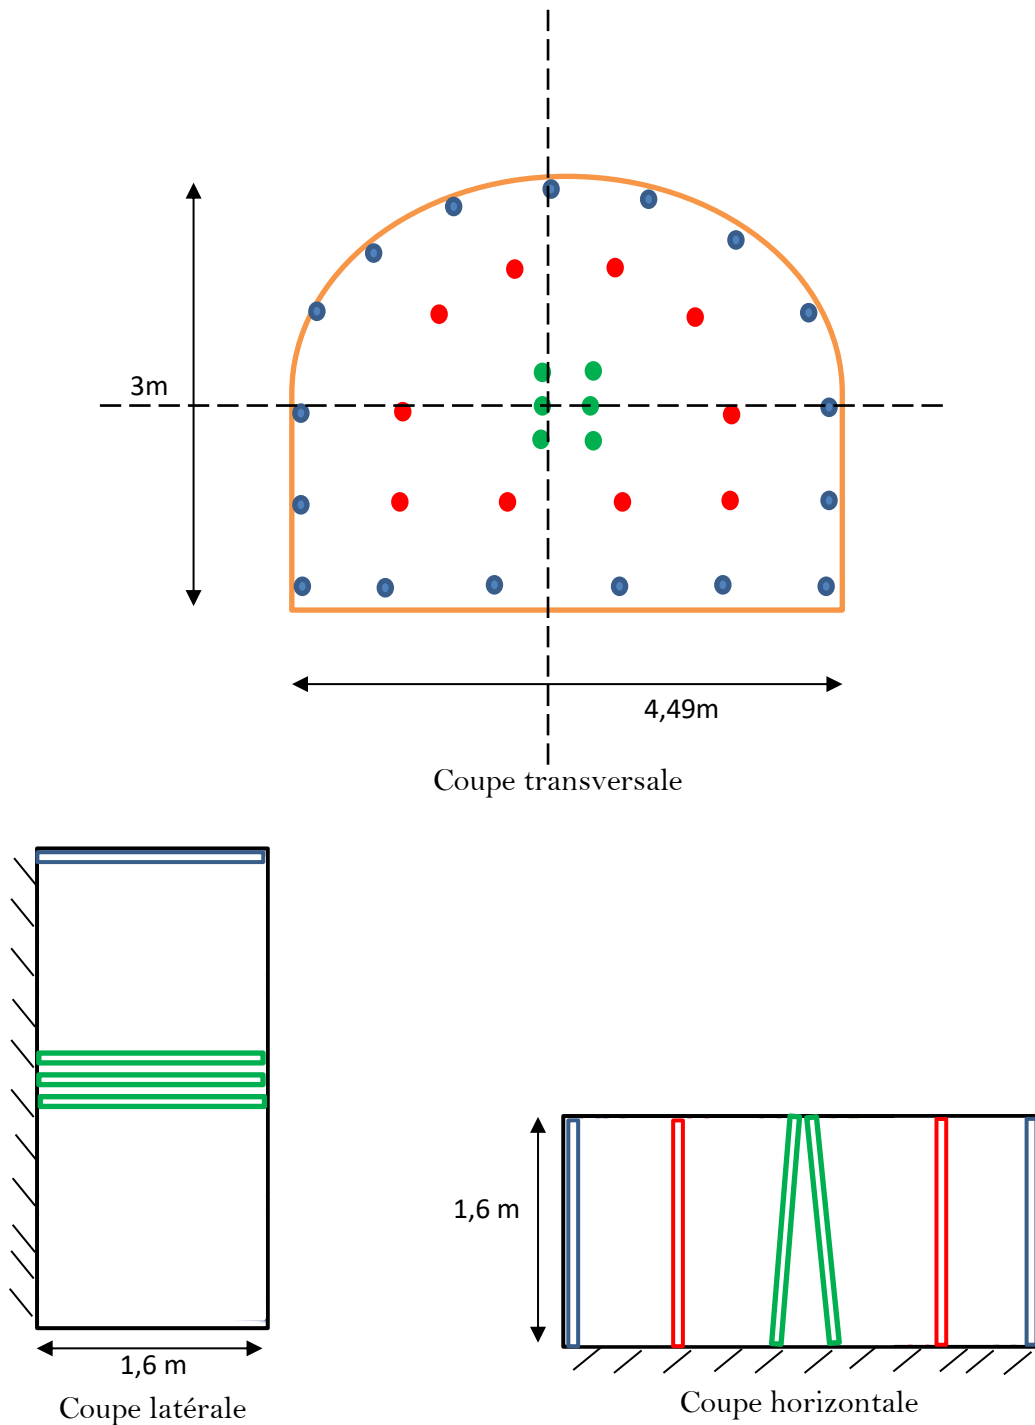 3m
4,49m
Coupe transversale
1,6 m
1,6 m
Coupe latérale
Coupe horizontale